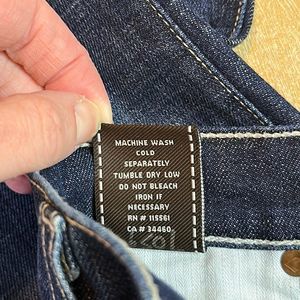 MACHINE WASH
COLD
SEPARATELY
TUMBLE DRY LOW
DO NOT BLEACH
IRON IF
NECESSARY
RN # 115561
CA # 34460